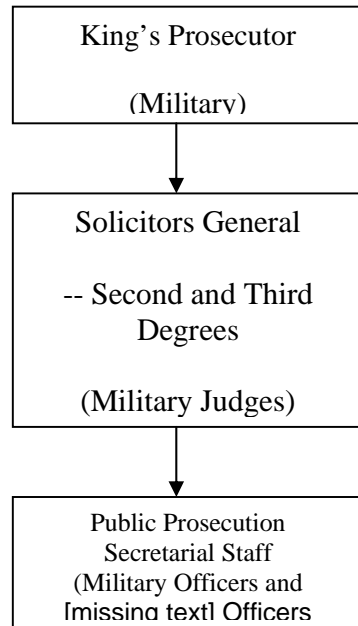 King's Prosecutor
(Military)
Solicitors General
-- Second and Third
Degrees
(Military Judges)
Public Prosecution
Secretarial Staff
(Military Officers and
[missing text] Officers